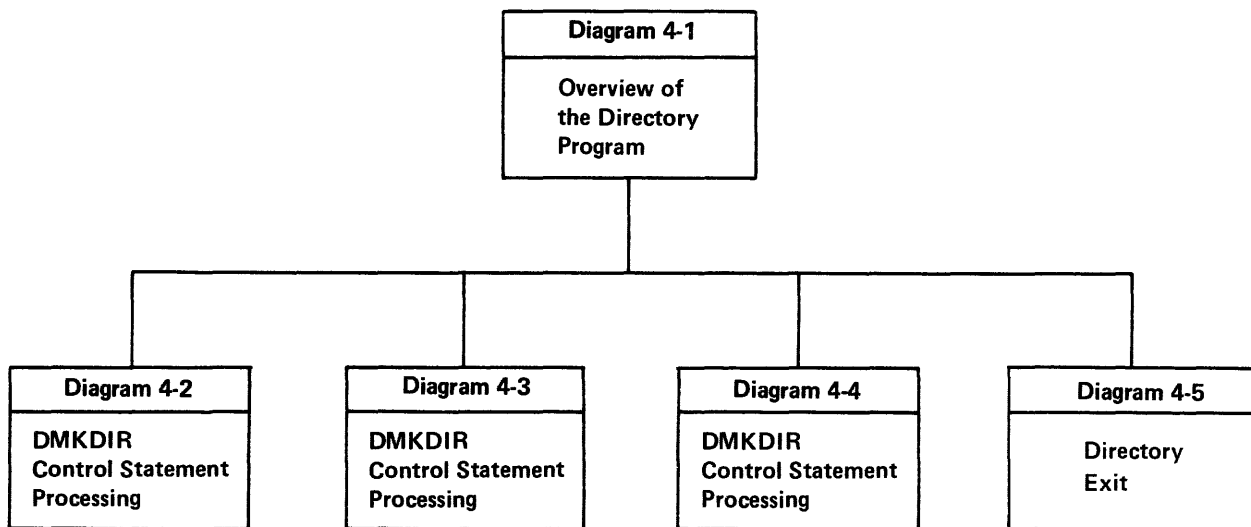 Diagram 4-1
Overview of
the Directory
Program
Diagram 4-2
DMKDIR
Control Statement
Processing
Diagram 4-3
DMKDIR
Control Statement
Processing
Diagram 4-4
DMKDIR
Control Statement
Processing
Diagram 4-5
Directory
Exit